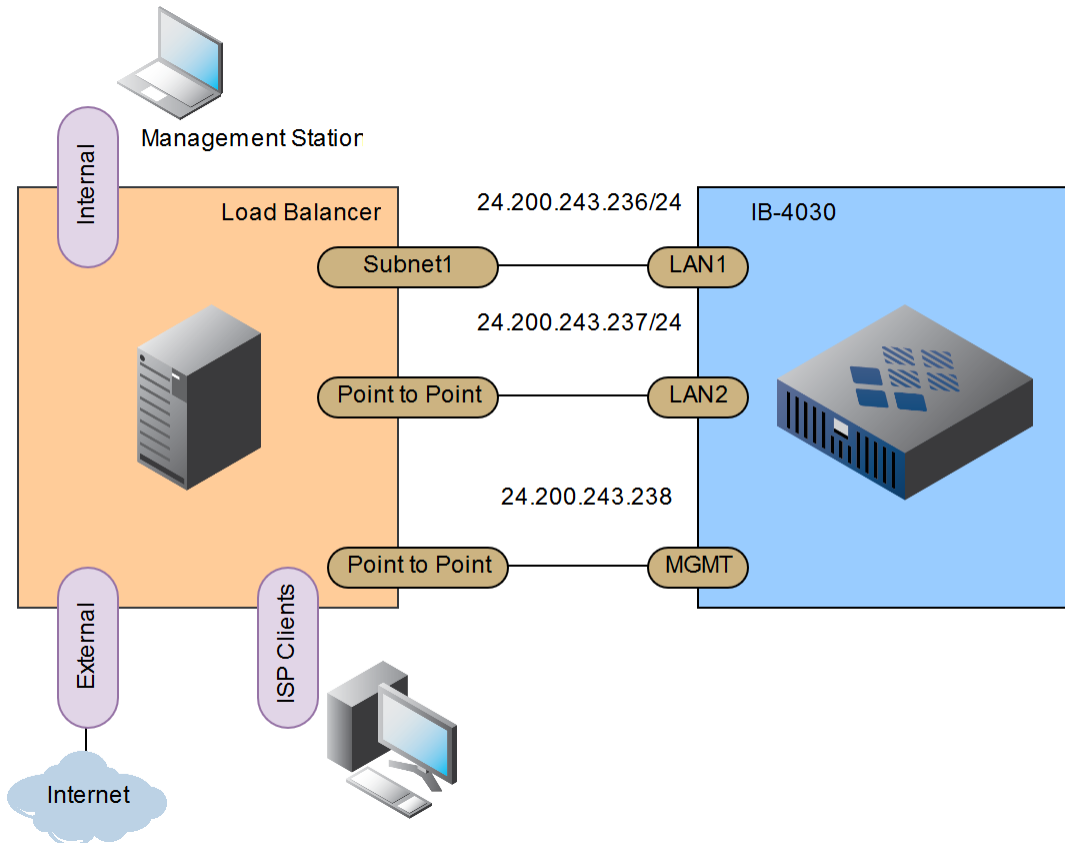 Management Station
Internal
Load Balancer
24.200.243.236/24
IB-4030
Subnet1
LAN1
24.200.243.237/24
Point to Point
LAN2
24.200.243.238
Point to Point
MGMT
External
ISP Clients
Internet